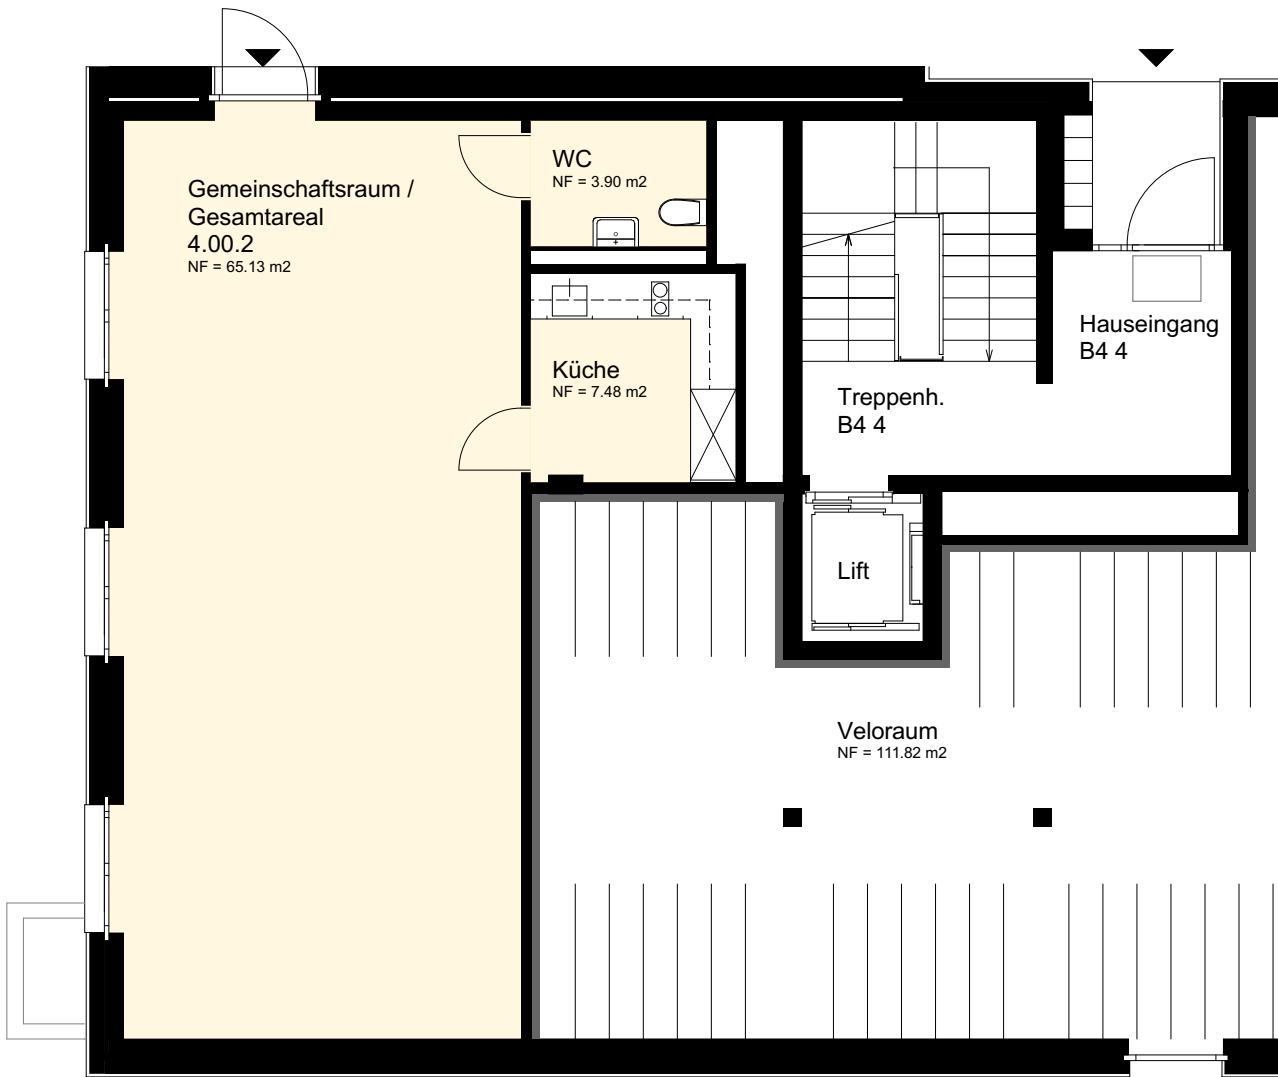 Gemeinschaftsraum /
Gesamtareal
4.00.2
NF = 65.13 m2
WC
NF = 3.90 m2
Küche
NF = 7.48 m2
Hauseingang
B4 4
Treppenh.
B4 4
Lift
Veloraum
NF = 111.82 m2